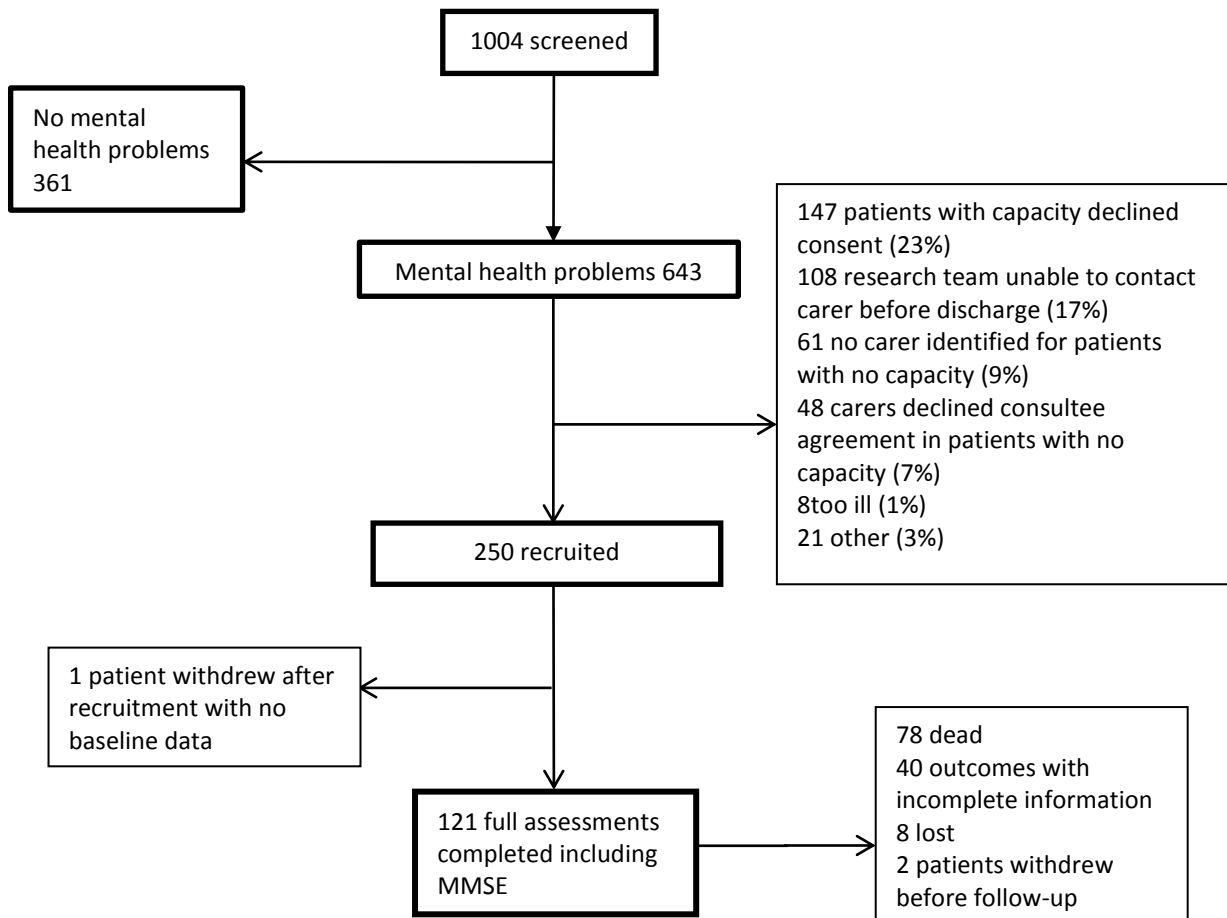 1004 screened
No mental
health problems
361
Mental health problems 643
147 patients with capacity declined
consent (23%)
108 research team unable to contact
carer before discharge (17%)
61 no carer identified for patients
with no capacity (9%)
48 carers declined consultee
agreement in patients with no
capacity (7%)
8too ill (1%)
21 other (3%)
250 recruited
1 patient withdrew after
recruitment with no
baseline data
121 full assessments
completed including
MMSE
78 dead
40 outcomes with
incomplete information
8 lost
2 patients withdrew
before follow-up